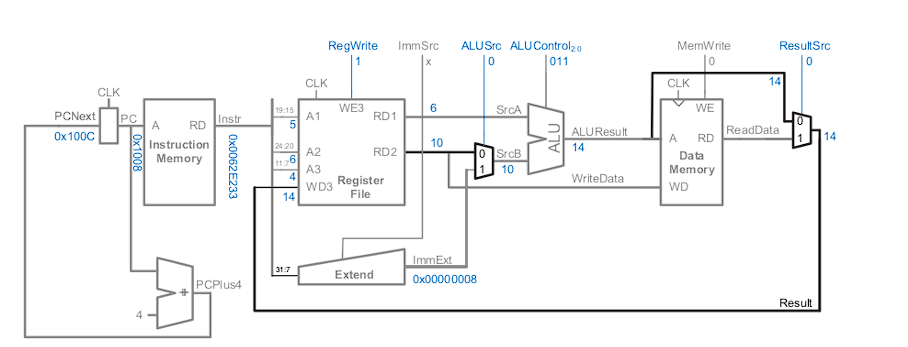 RegWrite ImmSrc ALUSrc ALUControl2:0 MemWrite ResultSrc
1 x 0 011 0 0
CLK CLK CLK 14
PCNext PC Instr 19:15 A1 WE3 RD1 6 SrcA WE 0
0x100C 5
A RD
Instruction
Memory
0x1008
0x0062E233
24:20 A2 RD2 10 0 SrcB ALU ALUResult A RD ReadData 1 14
6
11:7 A3 1 10 14
4
WD3 Register
File
14
Data
Memory
WriteData WD
31:7 Extend ImmExt
0x00000008
+ PCPlus4
4
Result